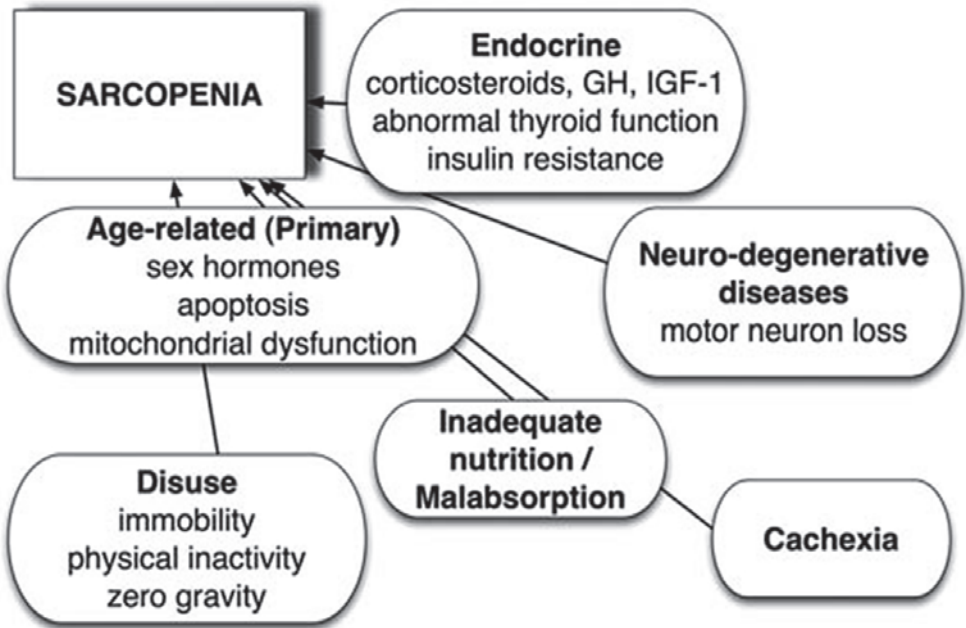 SARCOPENIA
Endocrine
corticosteroids, GH, IGF-1
abnormal thyroid function
insulin resistance
Age-related (Primary)
sex hormones
apoptosis
mitochondrial dysfunction
Neuro-degenerative
diseases
motor neuron loss
Inadequate
nutrition /
Malabsorption
Disuse
immobility
physical inactivity
zero gravity
Cachexia